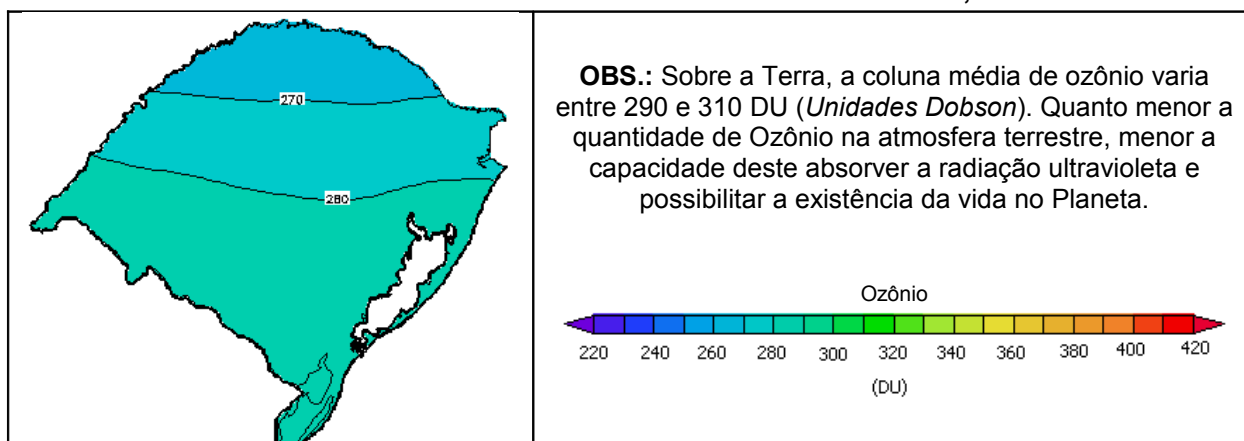 270
280
OBS.: Sobre a Terra, a coluna média de ozônio varia
entre 290 e 310 DU (Unidades Dobson). Quanto menor a
quantidade de Ozônio na atmosfera terrestre, menor a
capacidade deste absorver a radiação ultravioleta e
possibilitar a existência da vida no Planeta.
Ozônio
220 240 260 280 300 320 340 360 380 400 420
(DU)